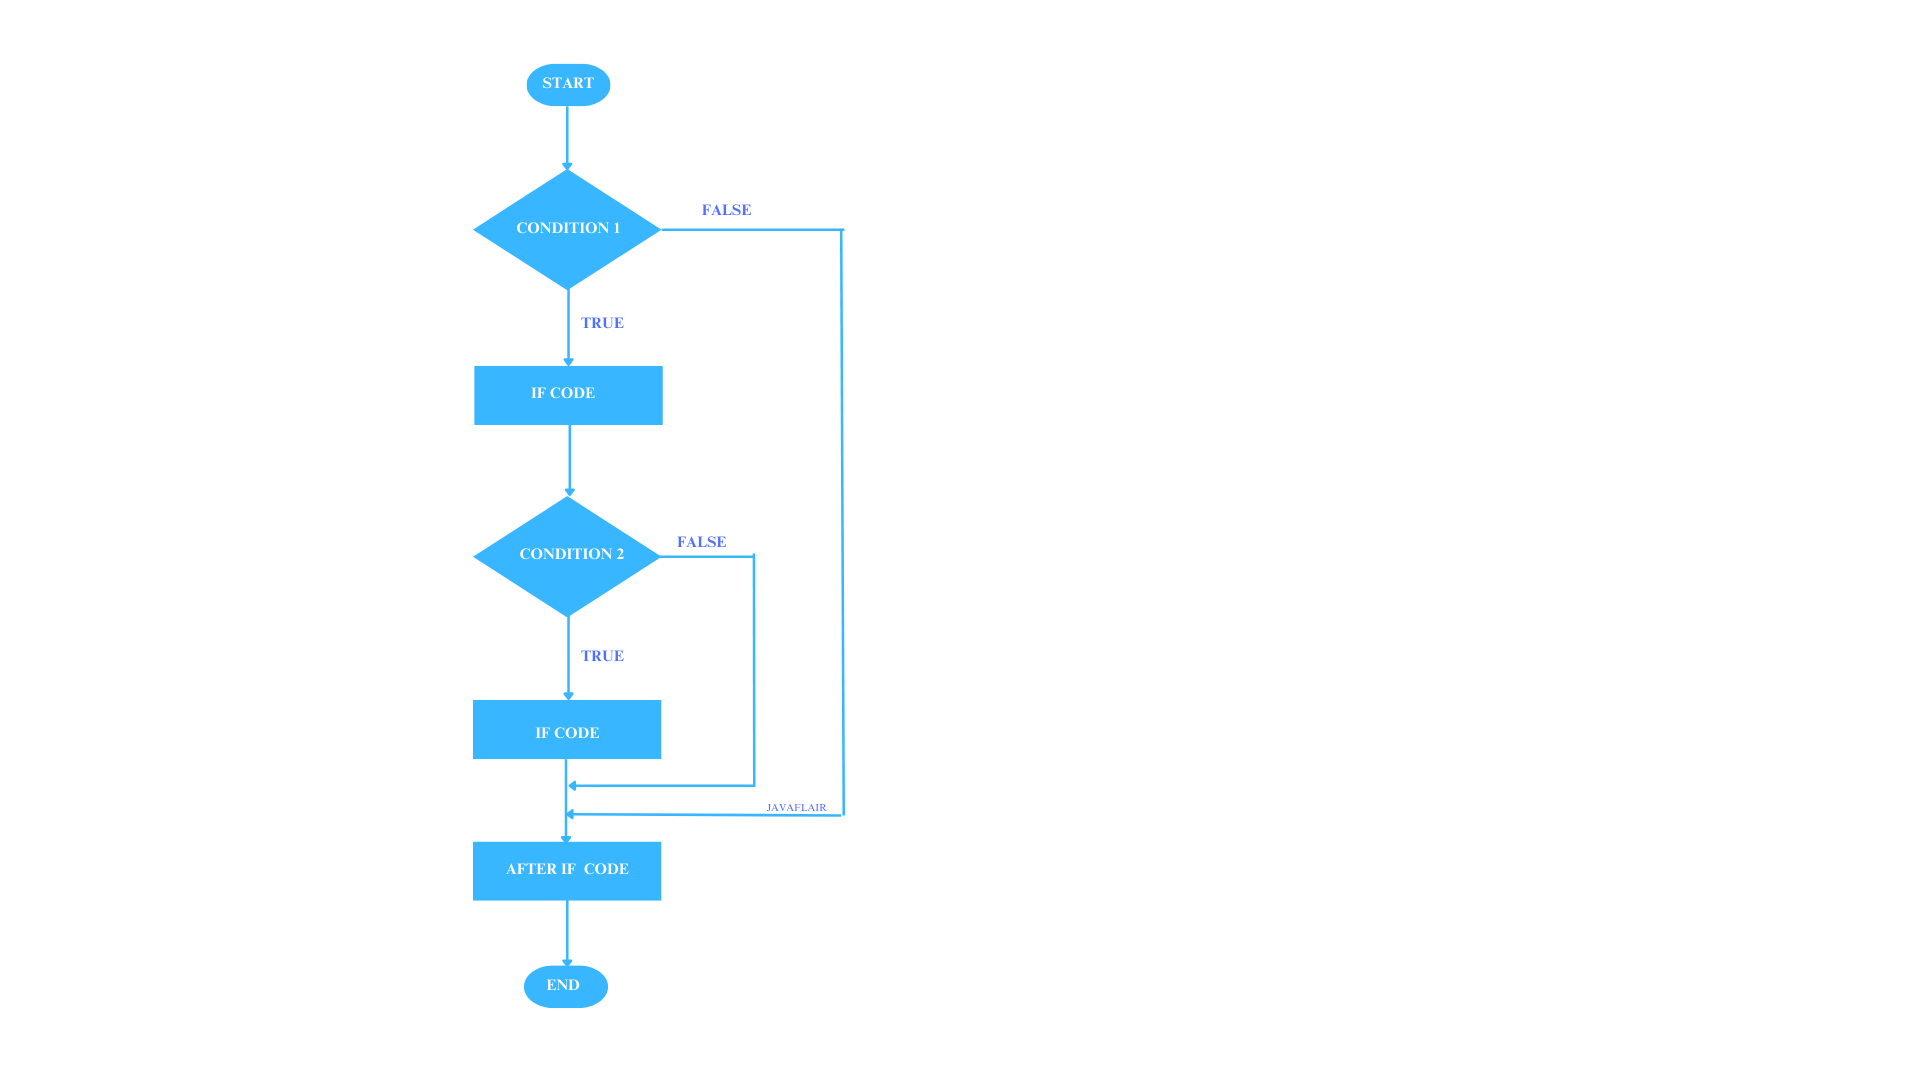 START
CONDITION 1
FALSE
TRUE
IF CODE
CONDITION 2
FALSE
TRUE
IF CODE
JAVAFLAIR
AFTER IF  CODE
END